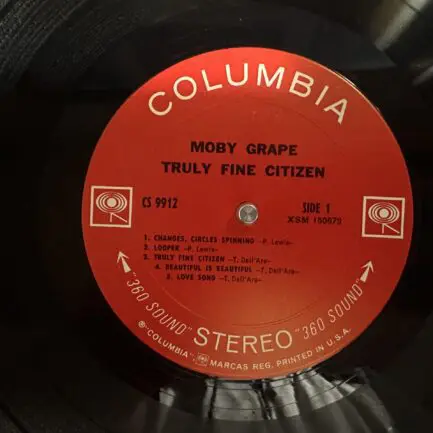 COLUMBIA
MOBY GRAPE
TRULY FINE CITIZEN
CS 9912
SIDE 1
XSM 150672
1. CHANGES, CIRCLES SPINNING -P. Lewis-
2. LOOPER -P. Lewis-
3. TRULY FINE CITIZEN -T. Dell'Ara-
4. BEAUTIFUL IS BEAUTIFUL -T. Dell'Ara-
5. LOVE SONG -T. Dell'Ara-
"360 SOUND" STEREO "360 SOUND"
℗ "COLUMBIA", MARCAS REG. PRINTED IN U.S.A.